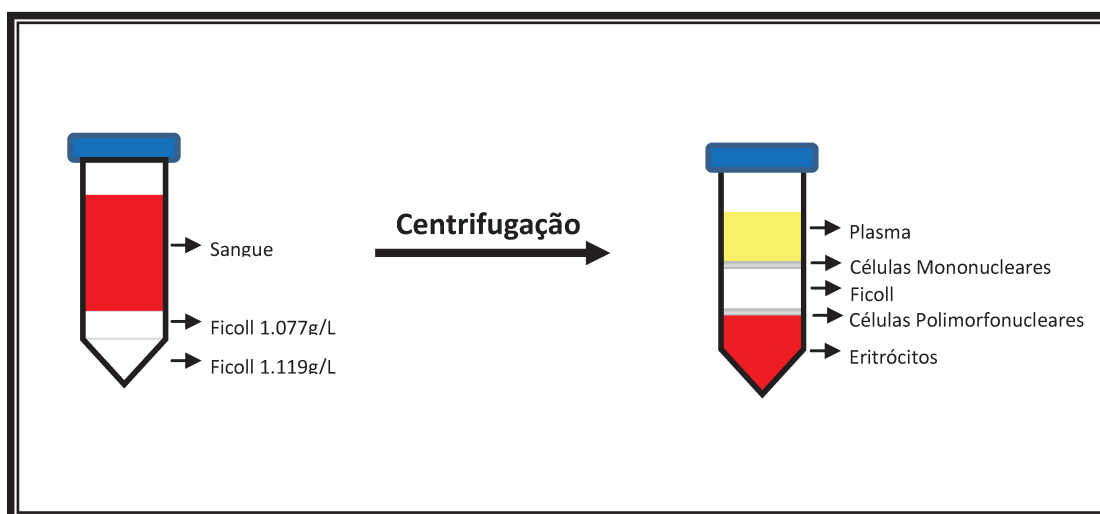 Centrifugação
Sangue
Ficoll 1.077g/L
Ficoll 1.119g/L
Plasma
Células Mononucleares
Ficoll
Células Polimorfonucleares
Eritrócitos